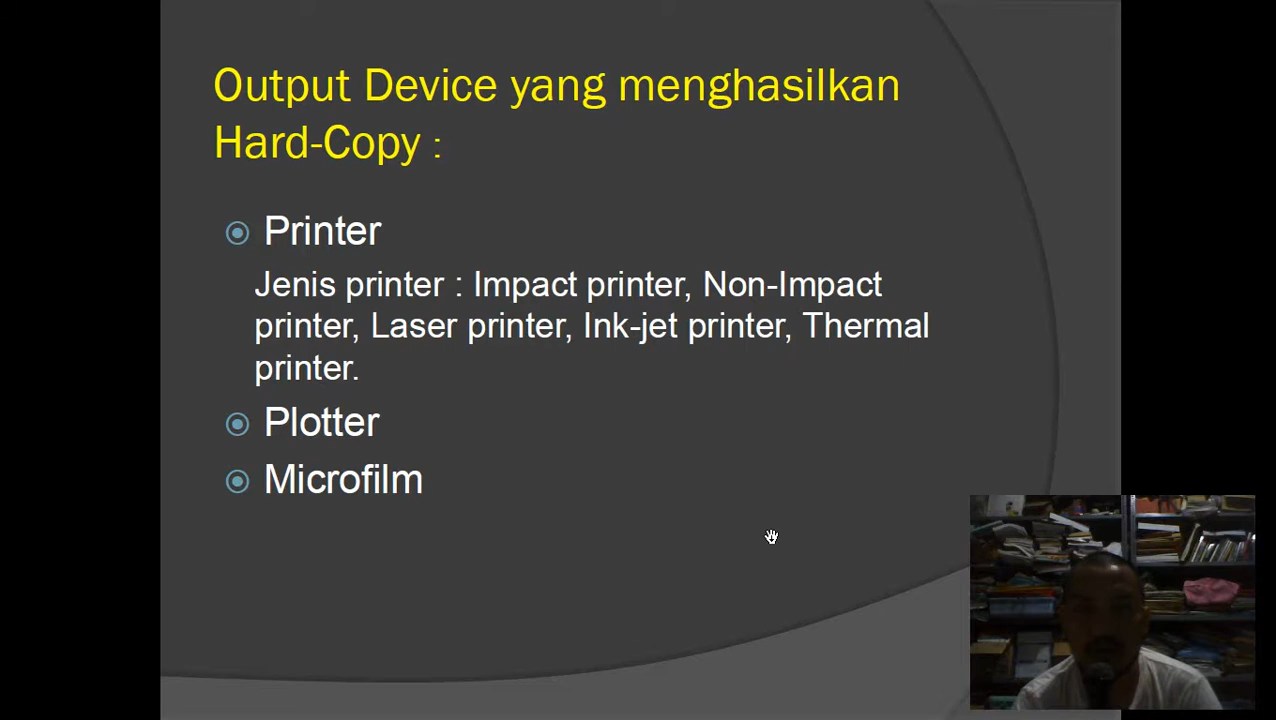 Output Device yang menghasilkan
Hard-Copy :
Printer
Jenis printer : Impact printer, Non-Impact
printer, Laser printer, Ink-jet printer, Thermal
printer.
Plotter
Microfilm